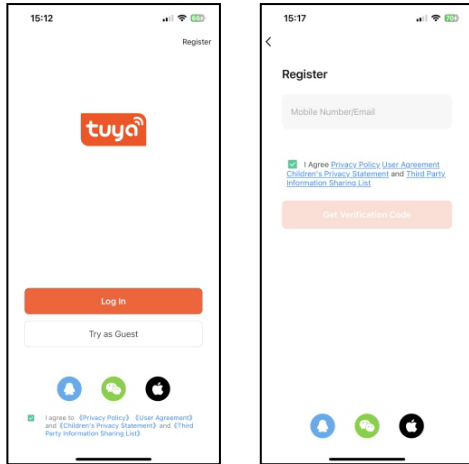 15:12
69
Register
tuya
Log In
Try as Guest
I agree to 《Privacy Policy》 《User Agreement》
and 《Children's Privacy Statement》 and 《Third
Party Information Sharing List》
15:17
70
Register
Mobile Number/Email
I Agree Privacy Policy User Agreement
Children's Privacy Statement and Third Party
Information Sharing List
Get Verification Code